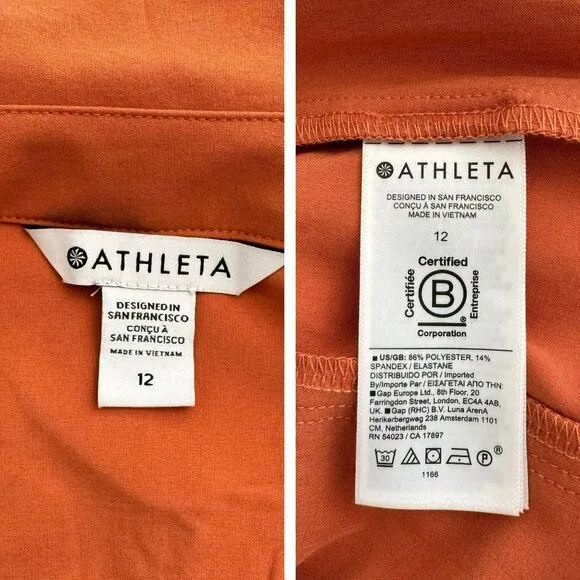 ATHLETA
DESIGNED IN
SAN FRANCISCO
CONÇU À
SAN FRANCISCO
MADE IN VIETNAM
12
ATHLETA
DESIGNED IN SAN FRANCISCO
CONÇU À SAN FRANCISCO
MADE IN VIETNAM
12
Certified
Certifiée
B
Entreprise
®
Corporation
■ US/GB: 86% POLYESTER, 14%
SPANDEX / ELASTANE
DISTRIBUIDO POR / Imported
By/Importe Par / ΕΙΣΑΓΕΤΑΙ ΑΠΟ ΤΗΝ:
■ Gap Europe Ltd., 8th Floor, 20
Farringdon Street, London, EC4A 4AB,
UK. ■ Gap (RHC) B.V. Luna ArenA
Herikerbergweg 238 Amsterdam 1101
CM, Netherlands
RN 54023 / CA 17897
30 P ®
1166